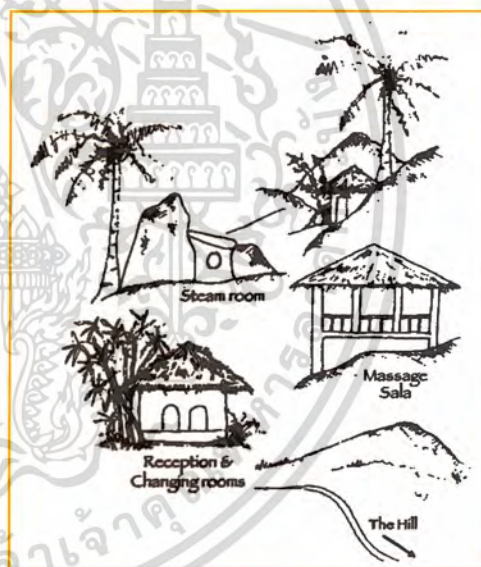 Steam room
Massage
Sala
Reception &
Changing rooms
The Hill